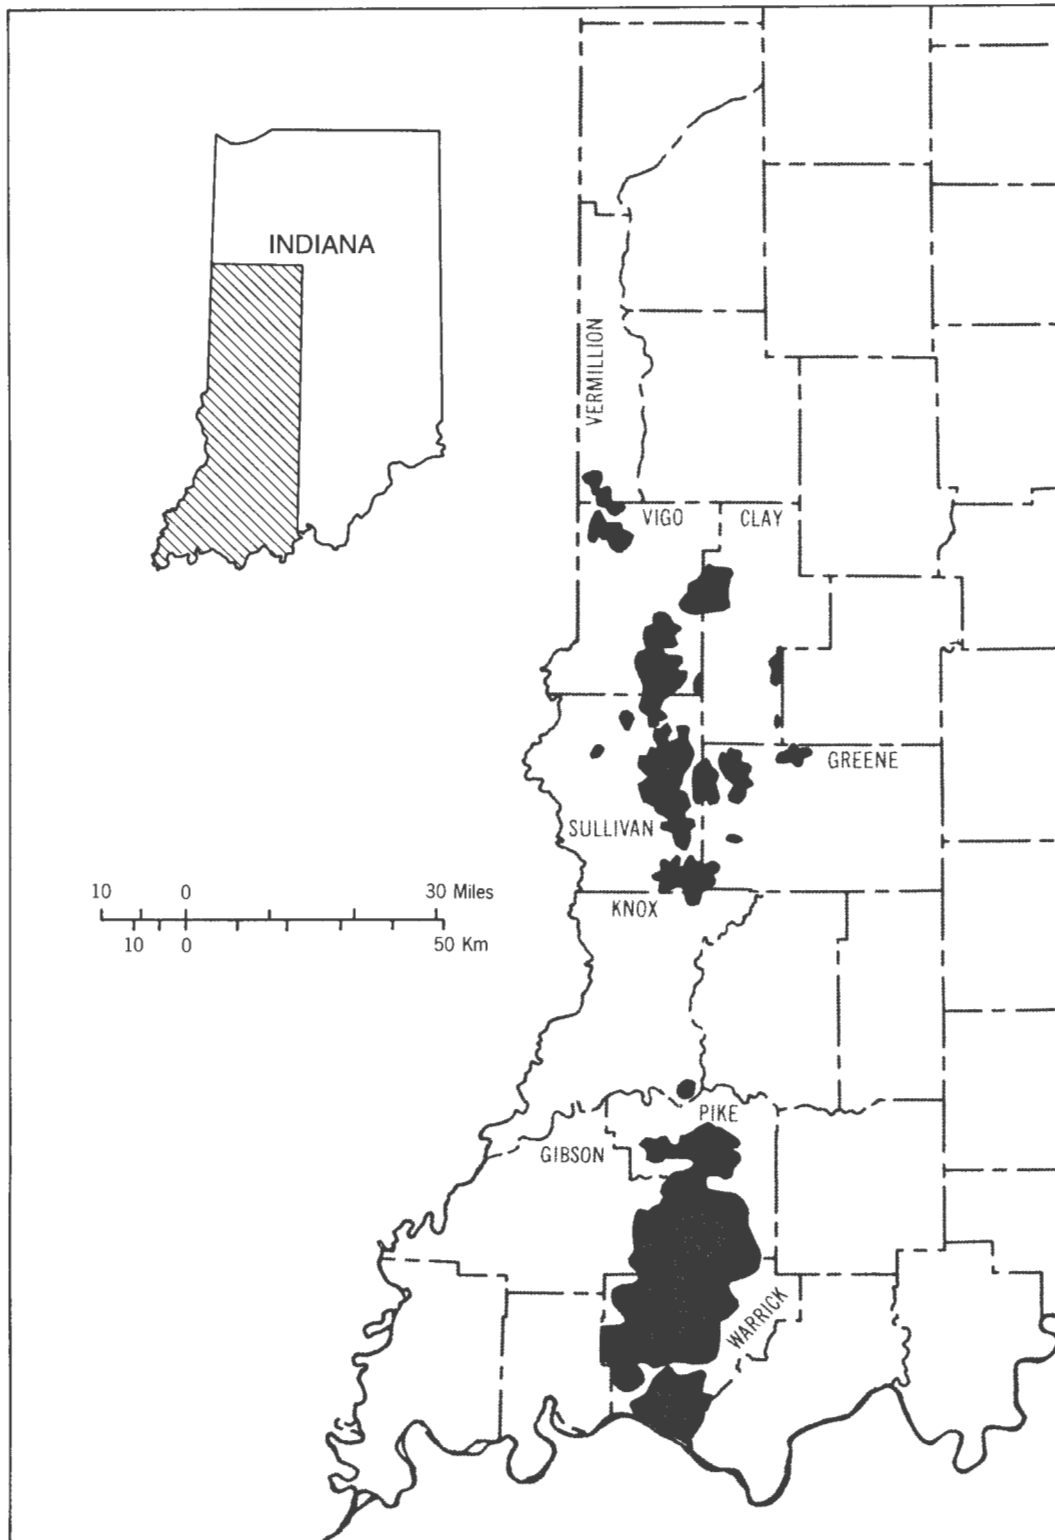 INDIANA
VERMILLION
VIGO
CLAY
GREENE
SULLIVAN
10 0 30 Miles
KNOX
10 0 50 Km
PIKE
GIBSON
WARRICK